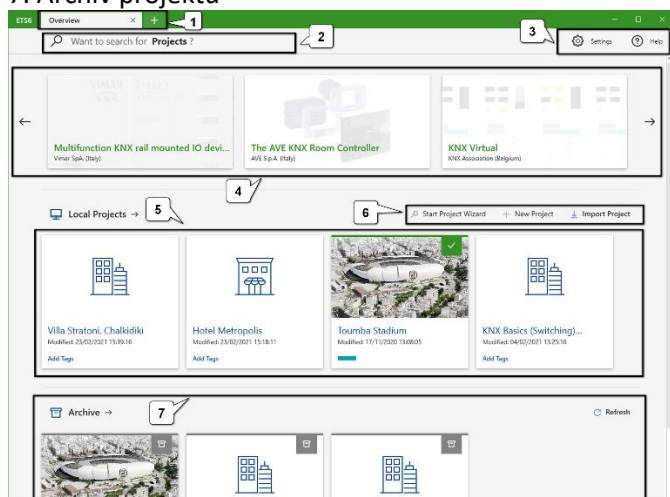 7. Archiv projektů
ETS6 Overview × + 1
Want to search for Projects ? 2
3 Settings Help
Multifunction KNX rail mounted IO devi... The AVE KNX Room Controller KNX Virtual
Vimar SpA. (Italy) AVE S.p.A. (Italy) KNX Association (Belgium)
4
Local Projects → 5 6 Start Project Wizard + New Project Import Project
Villa Stratoni, Chalkidiki Hotel Metropolis Toumba Stadium KNX Basics (Switching)...
Modified: 23/02/2021 15:19:16 Modified: 23/02/2021 15:18:11 Modified: 17/11/2020 13:08:05 Modified: 04/02/2021 13:25:16
Add Tags Add Tags Add Tags
Archive → 7 Refresh